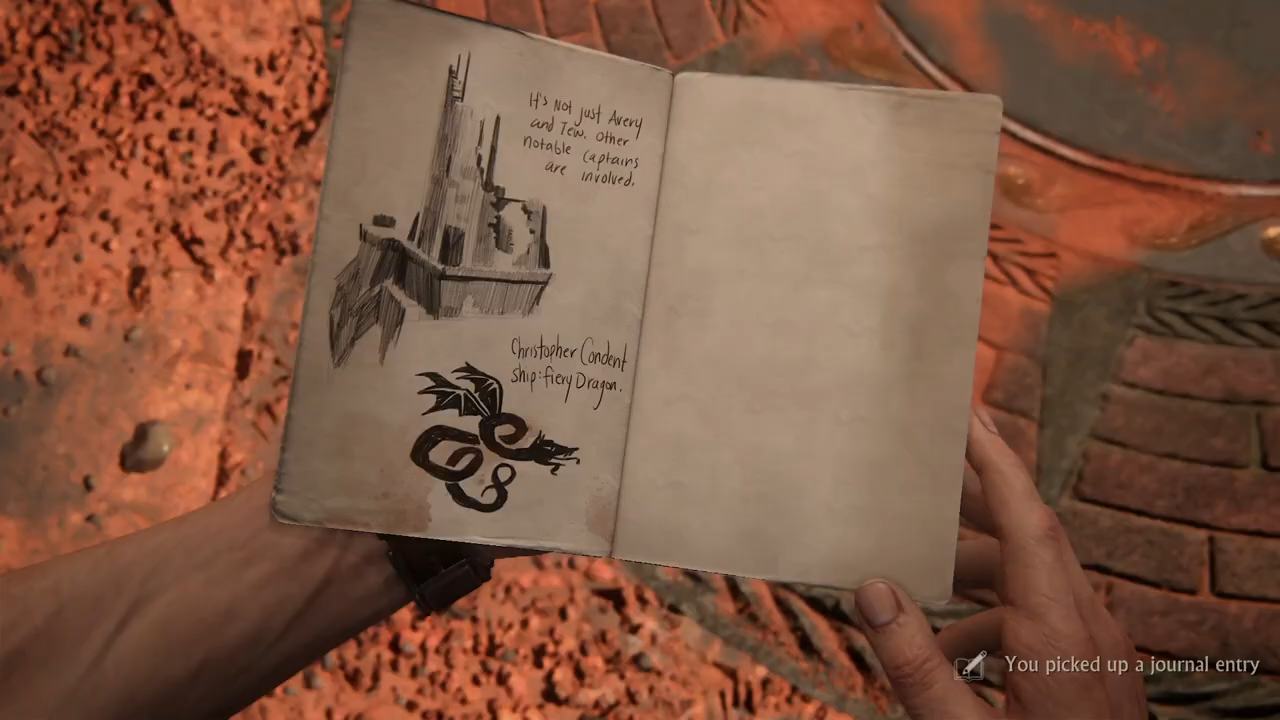 It's Not just Avery
and Tew. Other
notable Captains
are involved.
Christopher Condent
ship: fiery Dragon.
You picked up a journal entry